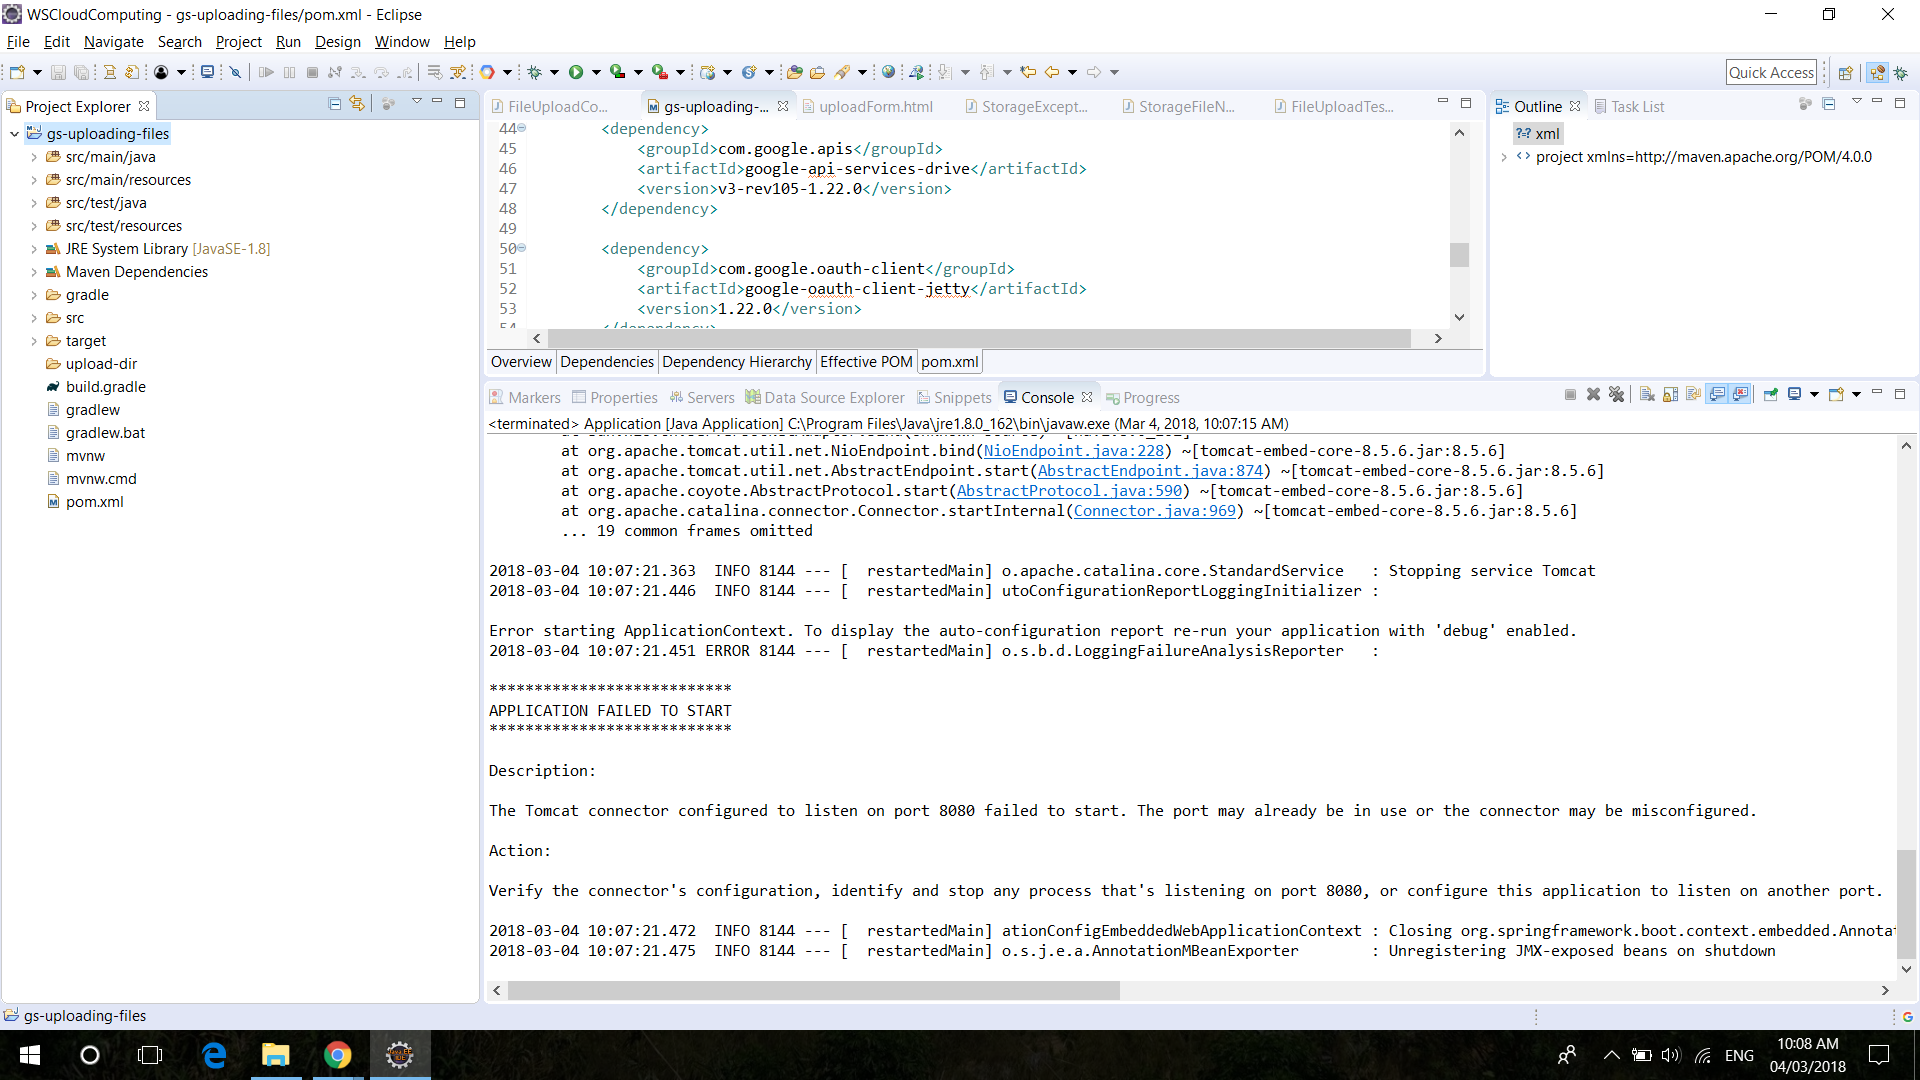 WSCloudComputing - gs-uploading-files/pom.xml - Eclipse
File Edit Navigate Search Project Run Design Window Help
Quick Access
Project Explorer
gs-uploading-files
src/main/java
src/main/resources
src/test/java
src/test/resources
JRE System Library [JavaSE-1.8]
Maven Dependencies
gradle
src
target
upload-dir
build.gradle
gradlew
gradlew.bat
mvnw
mvnw.cmd
pom.xml
FileUploadCo... gs-uploading-... uploadForm.html StorageExcept... StorageFileN... FileUploadTes...
44 <dependency>
45 <groupId>com.google.apis</groupId>
46 <artifactId>google-api-services-drive</artifactId>
47 <version>v3-rev105-1.22.0</version>
48 </dependency>
49
50 <dependency>
51 <groupId>com.google.oauth-client</groupId>
52 <artifactId>google-oauth-client-jetty</artifactId>
53 <version>1.22.0</version>
54 </dependency>
Overview Dependencies Dependency Hierarchy Effective POM pom.xml
Outline Task List
?-? xml
project xmlns=http://maven.apache.org/POM/4.0.0
Markers Properties Servers Data Source Explorer Snippets Console Progress
<terminated> Application [Java Application] C:\Program Files\Java\jre1.8.0_162\bin\javaw.exe (Mar 4, 2018, 10:07:15 AM)
at org.apache.tomcat.util.net.NioEndpoint.bind(NioEndpoint.java:228) ~[tomcat-embed-core-8.5.6.jar:8.5.6]
at org.apache.tomcat.util.net.AbstractEndpoint.start(AbstractEndpoint.java:874) ~[tomcat-embed-core-8.5.6.jar:8.5.6]
at org.apache.coyote.AbstractProtocol.start(AbstractProtocol.java:590) ~[tomcat-embed-core-8.5.6.jar:8.5.6]
at org.apache.catalina.connector.Connector.startInternal(Connector.java:969) ~[tomcat-embed-core-8.5.6.jar:8.5.6]
... 19 common frames omitted
2018-03-04 10:07:21.363 INFO 8144 --- [ restartedMain] o.apache.catalina.core.StandardService : Stopping service Tomcat
2018-03-04 10:07:21.446 INFO 8144 --- [ restartedMain] utoConfigurationReportLoggingInitializer :
Error starting ApplicationContext. To display the auto-configuration report re-run your application with 'debug' enabled.
2018-03-04 10:07:21.451 ERROR 8144 --- [ restartedMain] o.s.b.d.LoggingFailureAnalysisReporter :
***************************
APPLICATION FAILED TO START
***************************
Description:
The Tomcat connector configured to listen on port 8080 failed to start. The port may already be in use or the connector may be misconfigured.
Action:
Verify the connector's configuration, identify and stop any process that's listening on port 8080, or configure this application to listen on another port.
2018-03-04 10:07:21.472 INFO 8144 --- [ restartedMain] ationConfigEmbeddedWebApplicationContext : Closing org.springframework.boot.context.embedded.Annota
2018-03-04 10:07:21.475 INFO 8144 --- [ restartedMain] o.s.j.e.a.AnnotationMBeanExporter : Unregistering JMX-exposed beans on shutdown
gs-uploading-files
ENG
10:08 AM
04/03/2018